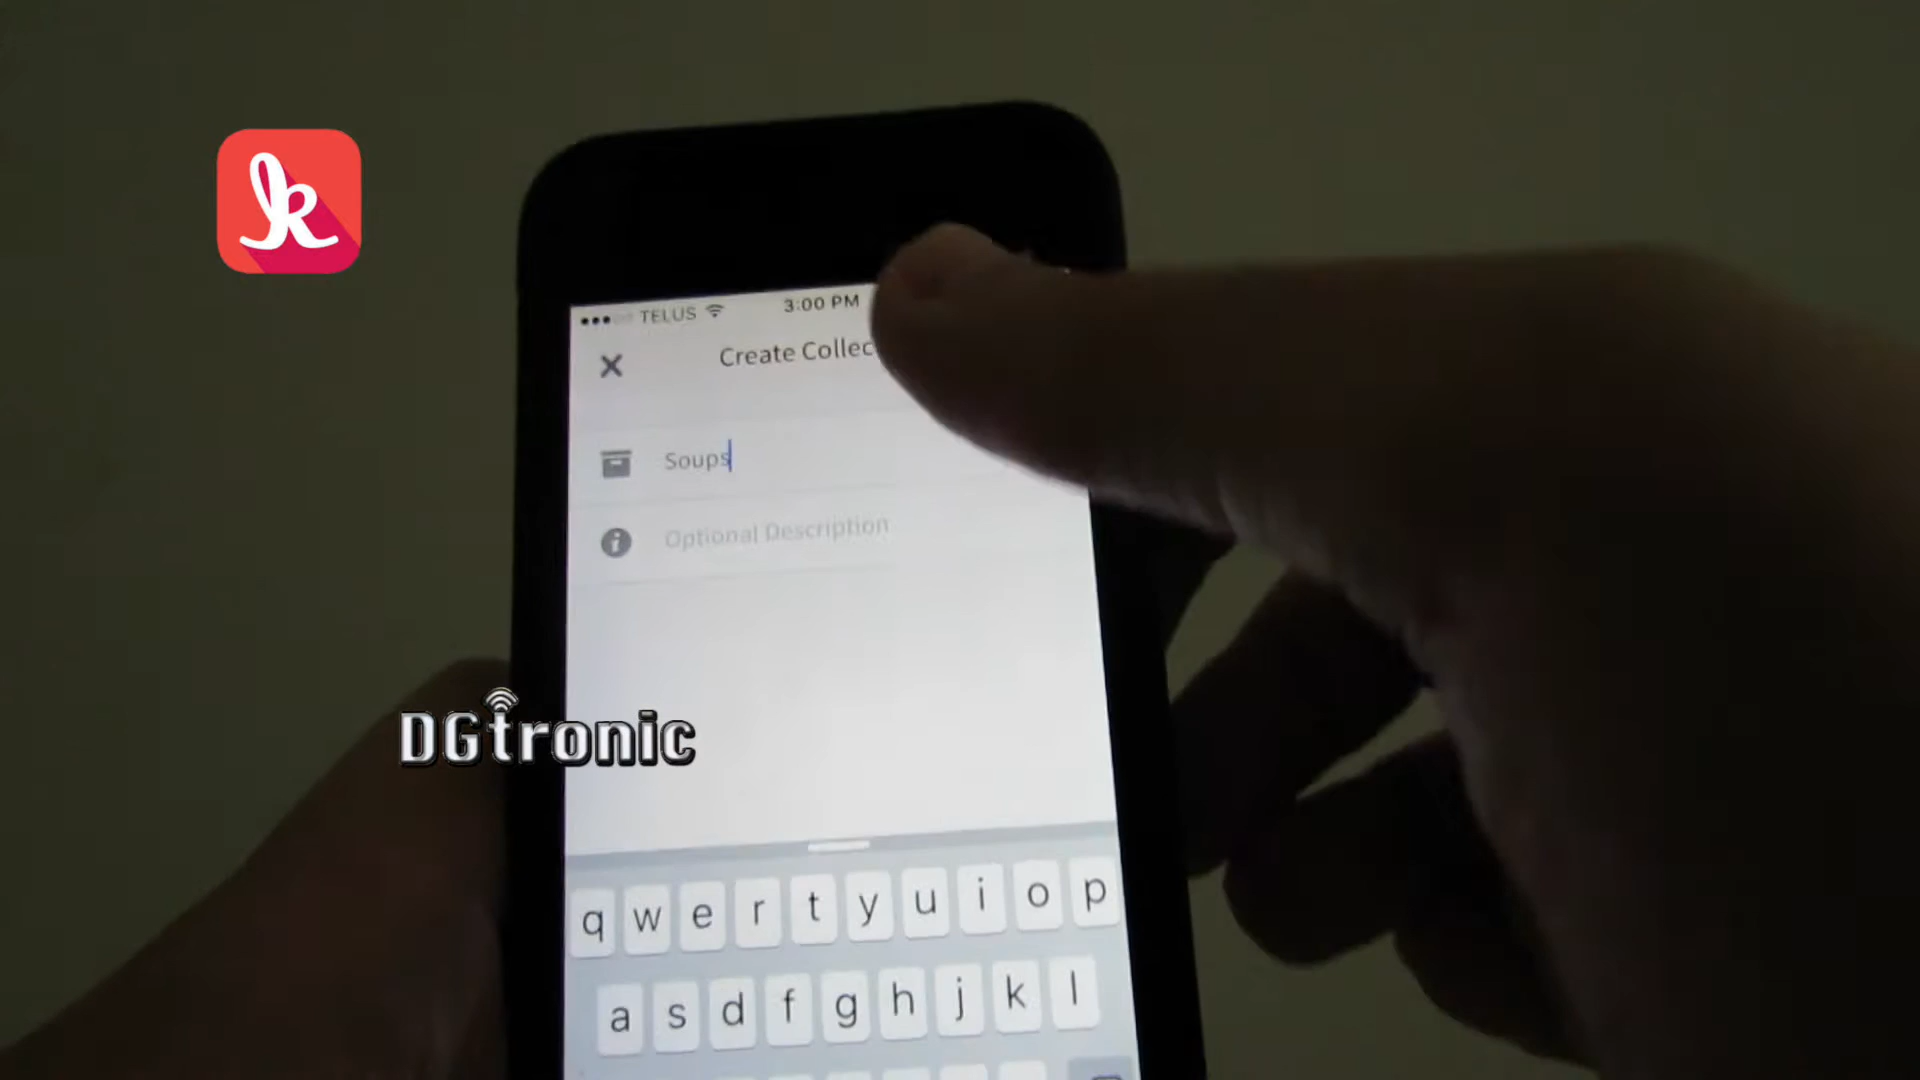 k
TELUS 3:00 PM
Create Collec
Soups
Optional Description
DGtronic
q w e r t y u i o p
a s d f g h j k l